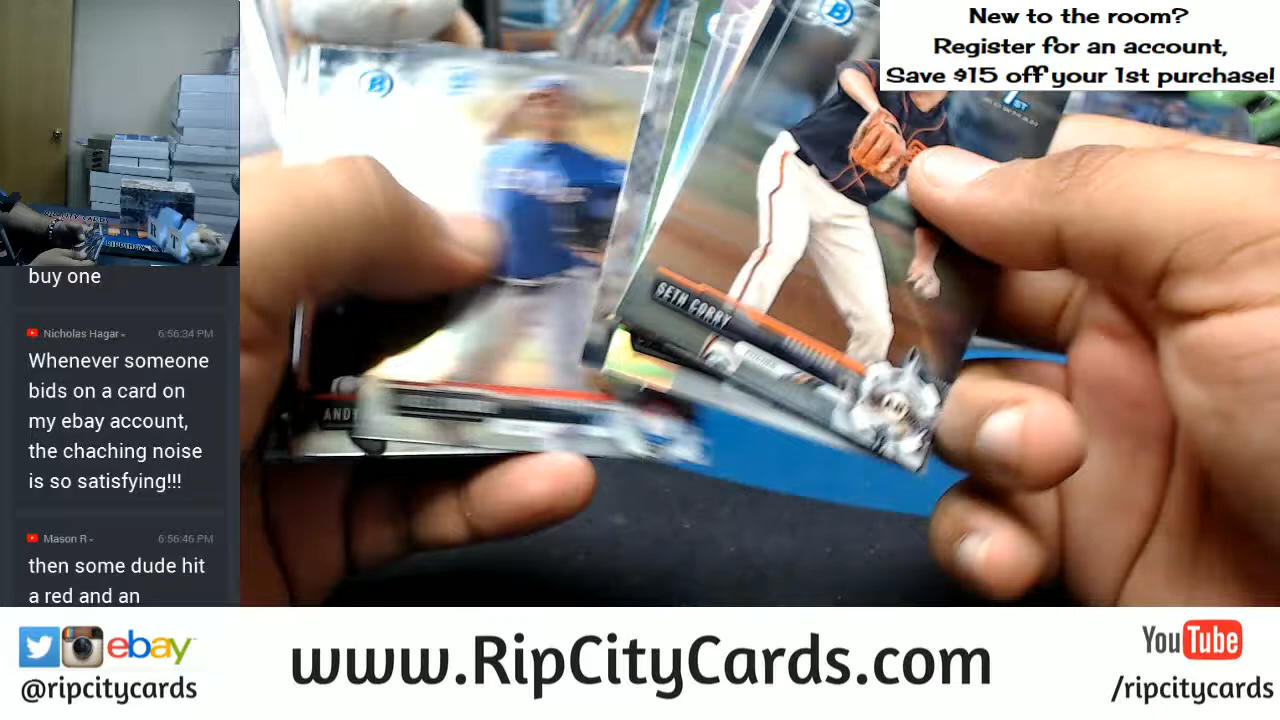 New to the room?
Register for an account,
Save $15 off your 1st purchase!
buy one
Nicholas Hagar
6:56:34 PM
Whenever someone
bids on a card on
my ebay account,
the chaching noise
is so satisfying!!!
Mason R
6:56:46 PM
then some dude hit
a red and an
B
B
1ST
SETH CORRY
ANDY
ebay
@ripcitycards
www.RipCityCards.com
YouTube
/ripcitycards